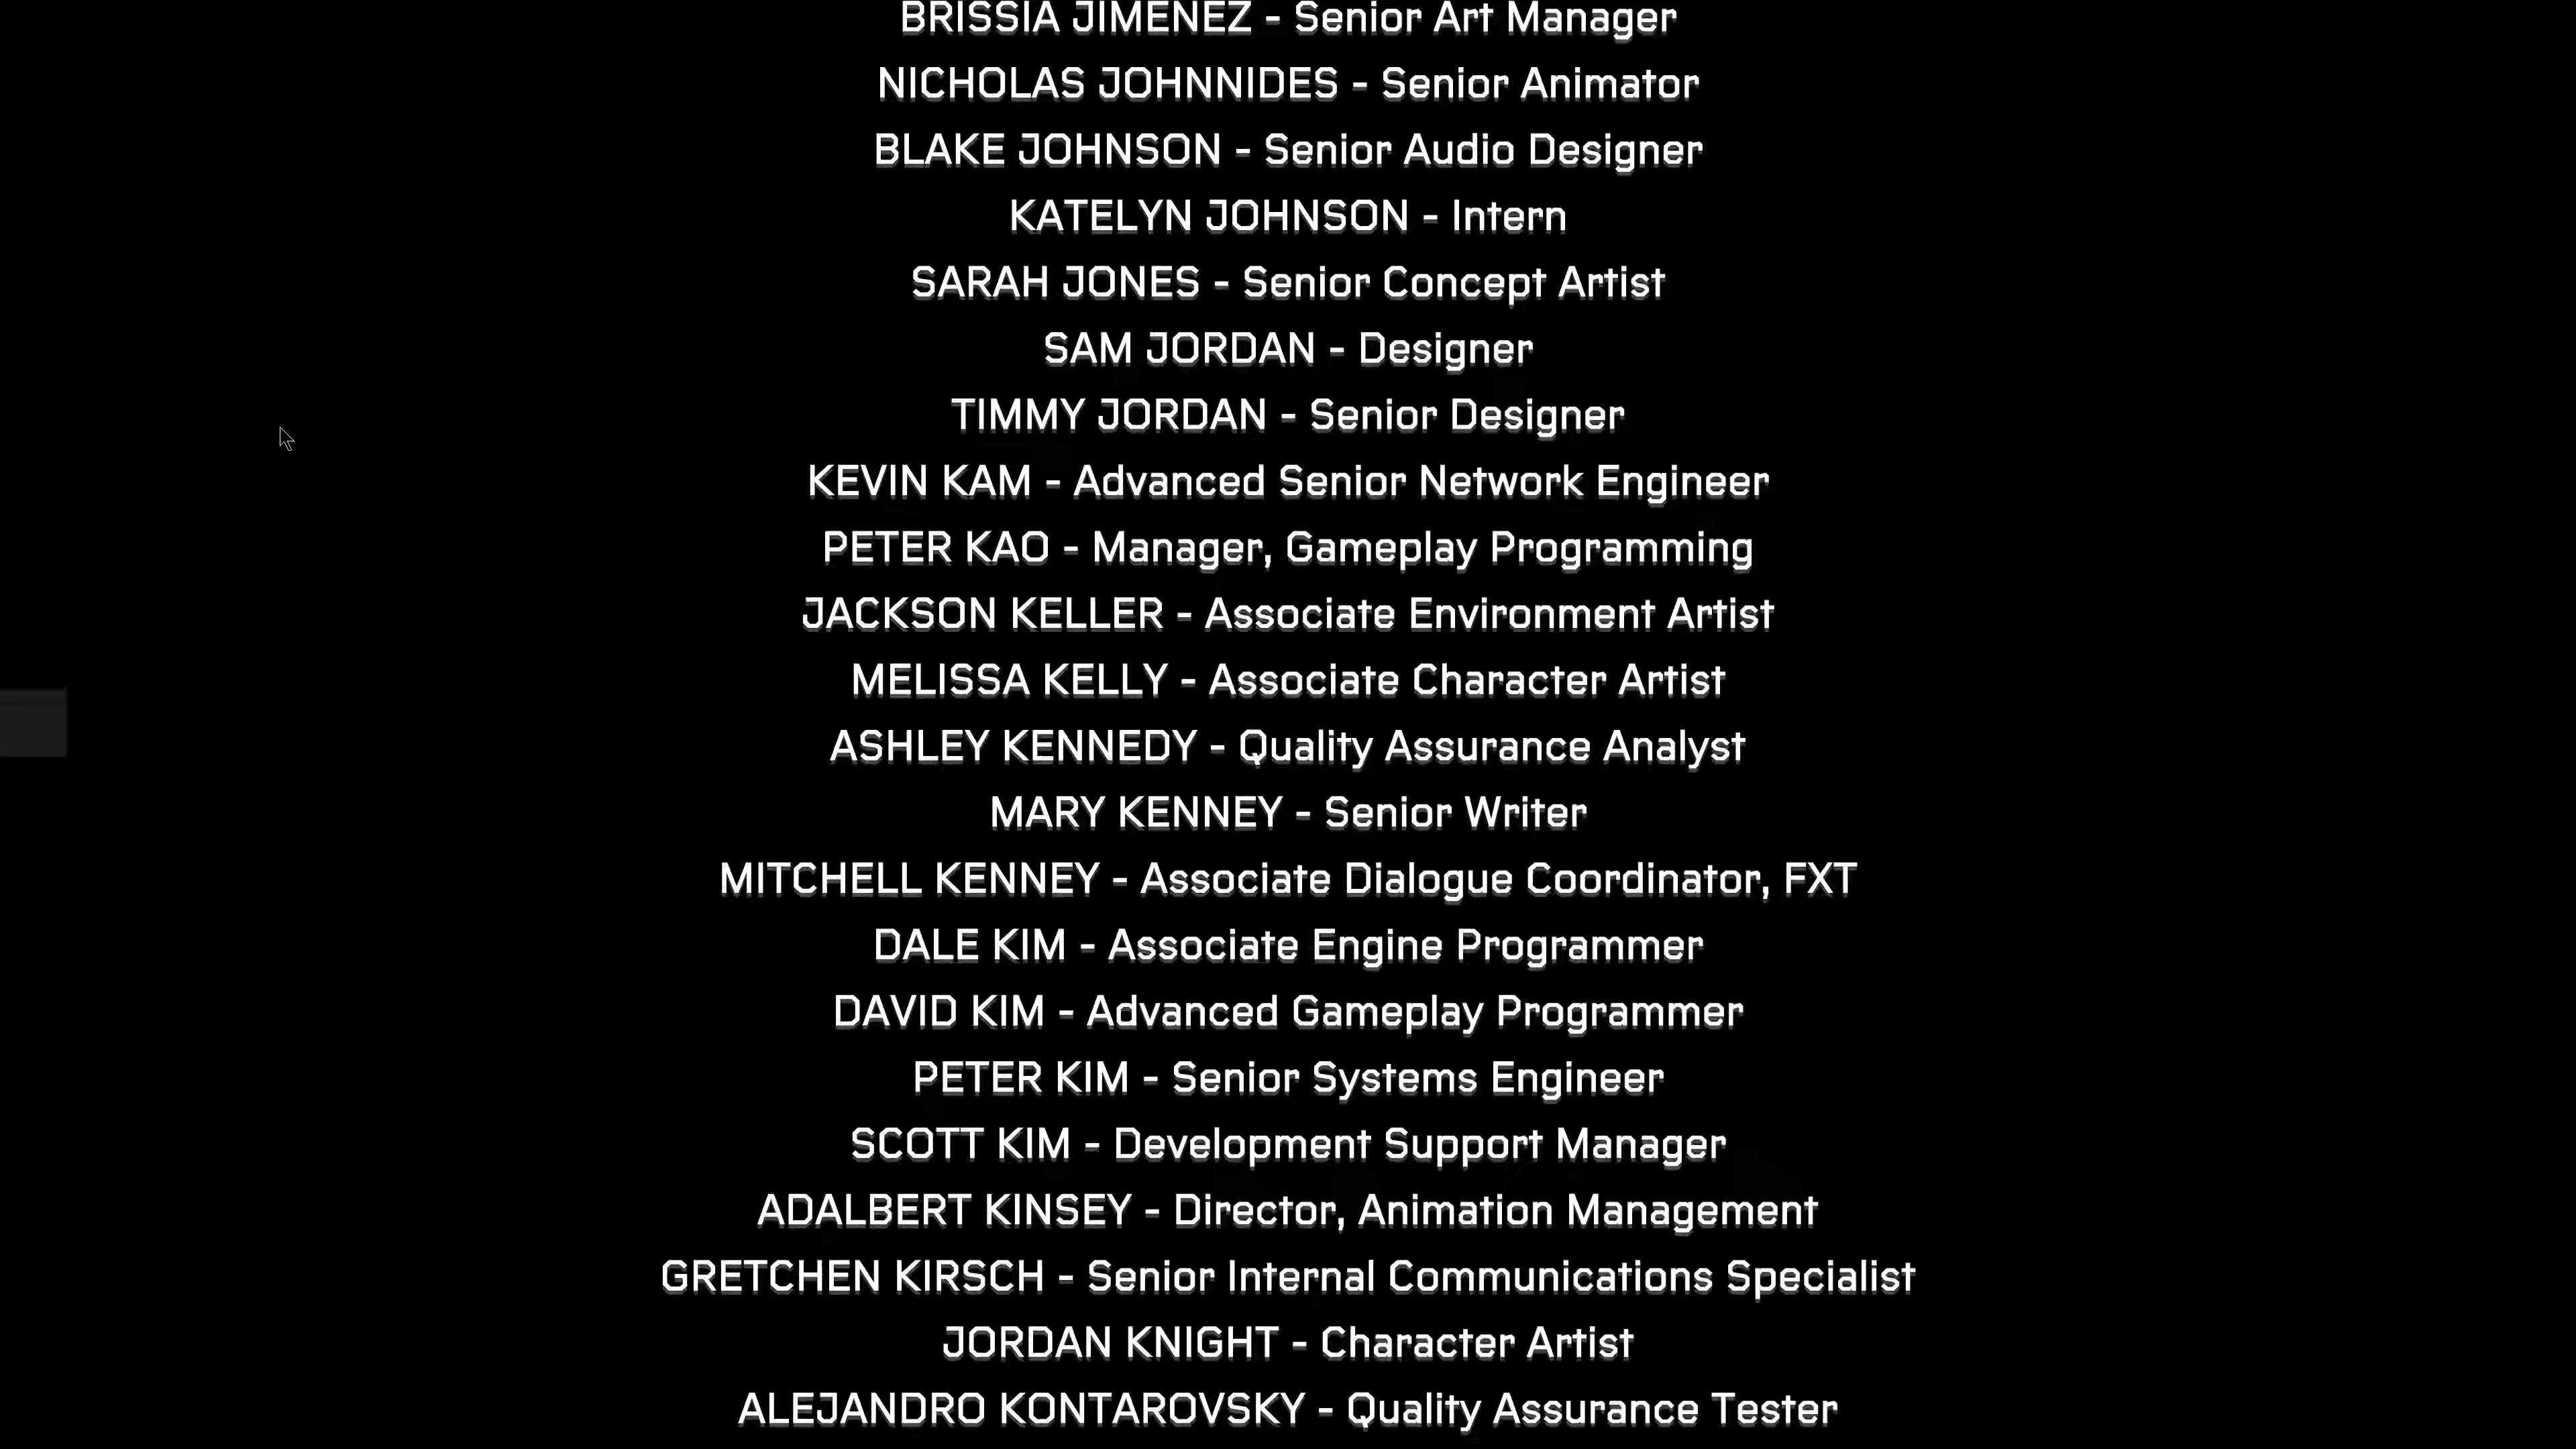 BRISSIA JIMENEZ - Senior Art Manager
NICHOLAS JOHNNIDES - Senior Animator
BLAKE JOHNSON - Senior Audio Designer
KATELYN JOHNSON - Intern
SARAH JONES - Senior Concept Artist
SAM JORDAN - Designer
TIMMY JORDAN - Senior Designer
KEVIN KAM - Advanced Senior Network Engineer
PETER KAO - Manager, Gameplay Programming
JACKSON KELLER - Associate Environment Artist
MELISSA KELLY - Associate Character Artist
ASHLEY KENNEDY - Quality Assurance Analyst
MARY KENNEY - Senior Writer
MITCHELL KENNEY - Associate Dialogue Coordinator, FXT
DALE KIM - Associate Engine Programmer
DAVID KIM - Advanced Gameplay Programmer
PETER KIM - Senior Systems Engineer
SCOTT KIM - Development Support Manager
ADALBERT KINSEY - Director, Animation Management
GRETCHEN KIRSCH - Senior Internal Communications Specialist
JORDAN KNIGHT - Character Artist
ALEJANDRO KONTAROVSKY - Quality Assurance Tester